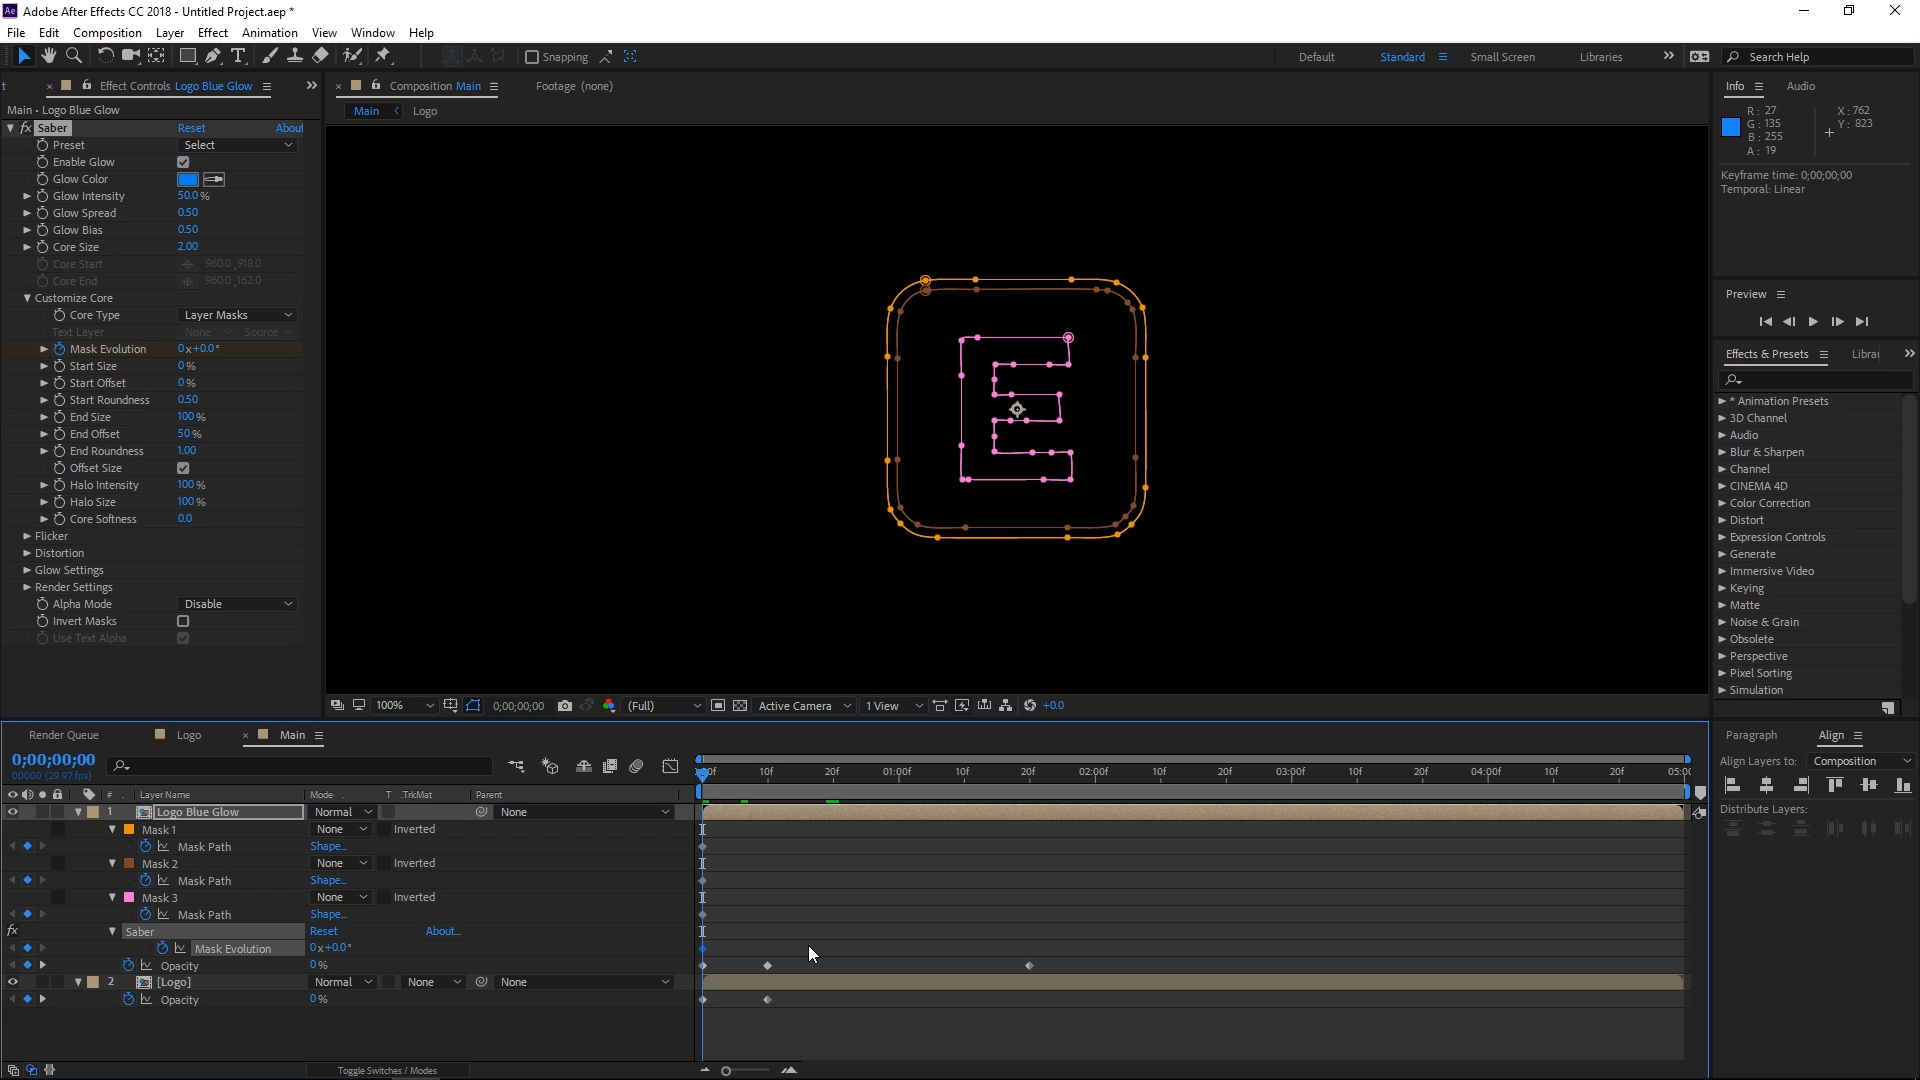 Adobe After Effects CC 2018 - Untitled Project.aep *
File Edit Composition Layer Effect Animation View Window Help
Snapping Default Standard Small Screen Libraries Search Help
Effect Controls Logo Blue Glow
Composition Main Footage (none)
Info Audio
Main • Logo Blue Glow
Main Logo
R: 27
G: 135
B: 255
A: 19
X: 762
Y: 823
Keyframe time: 0;00;00;00
Temporal: Linear
fx Saber Reset About
Preset Select
Enable Glow
Glow Color
Glow Intensity 50.0 %
Glow Spread 0.50
Glow Bias 0.50
Core Size 2.00
Core Start 960.0,918.0
Core End 960.0,162.0
Customize Core
Core Type Layer Masks
Text Layer None Source
Mask Evolution 0x+0.0°
Start Size 0 %
Start Offset 0 %
Start Roundness 0.50
End Size 100 %
End Offset 50 %
End Roundness 1.00
Offset Size
Halo Intensity 100 %
Halo Size 100 %
Core Softness 0.0
Flicker
Distortion
Glow Settings
Render Settings
Alpha Mode Disable
Invert Masks
Use Text Alpha
Preview
Effects & Presets Librar
* Animation Presets
3D Channel
Audio
Blur & Sharpen
Channel
CINEMA 4D
Color Correction
Distort
Expression Controls
Generate
Immersive Video
Keying
Matte
Noise & Grain
Obsolete
Perspective
Pixel Sorting
Simulation
100% 0;00;00;00 (Full) Active Camera 1 View +0.0
Render Queue Logo Main
Paragraph Align
Align Layers to: Composition
Distribute Layers:
0;00;00;00
00000 (29.97 fps)
10f 20f 01:00f 10f 20f 02:00f 10f 20f 03:00f 10f 20f 04:00f 10f 20f 05:00
# Layer Name Mode T .TrkMat Parent
1 Logo Blue Glow Normal None
Mask 1 None Inverted
Mask Path Shape...
Mask 2 None Inverted
Mask Path Shape...
Mask 3 None Inverted
Mask Path Shape...
fx Saber Reset About...
Mask Evolution 0x+0.0°
Opacity 0 %
2 [Logo] Normal None None
Opacity 0 %
Toggle Switches / Modes